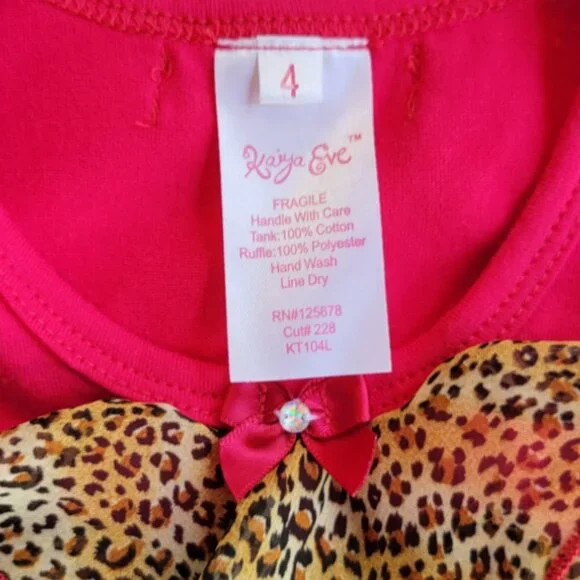 4
Kaiya Eve™
FRAGILE
Handle With Care
Tank:100% Cotton
Ruffle:100% Polyester
Hand Wash
Line Dry
RN#125678
Cut# 228
KT104L